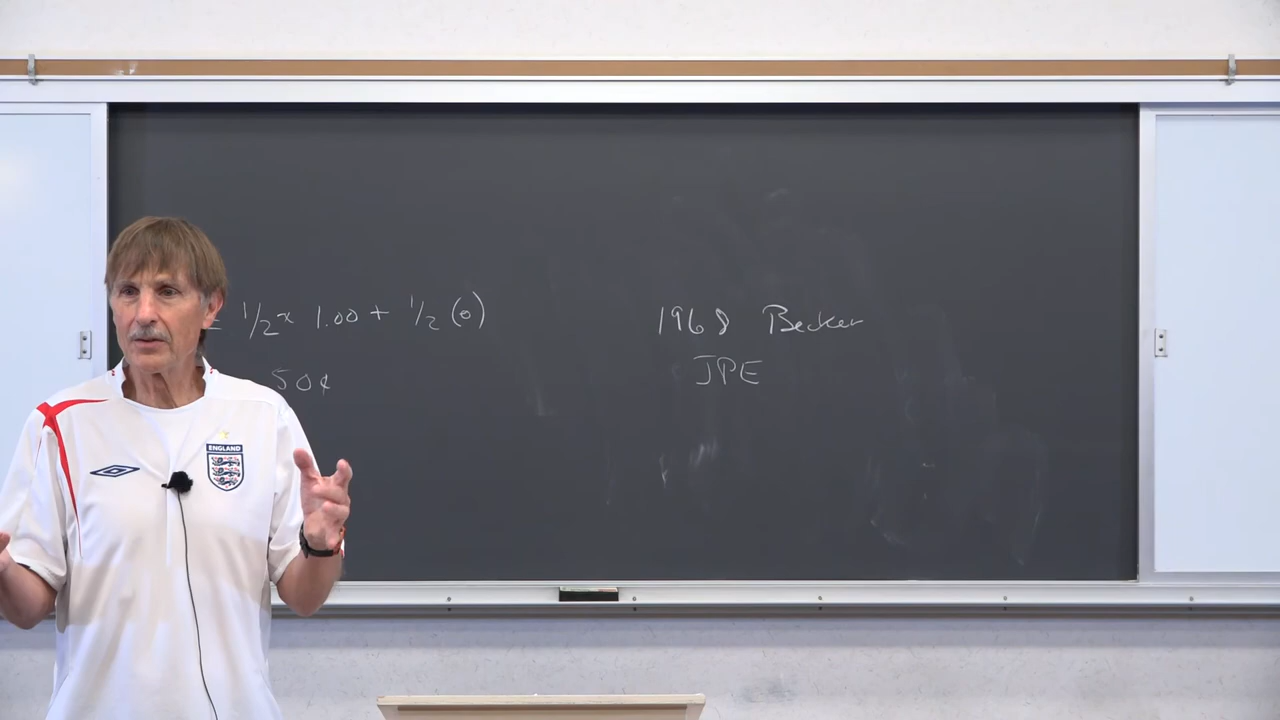 = 1/2 x 1.00 + 1/2 (0)
50¢
1968 Becker
JPE
ENGLAND